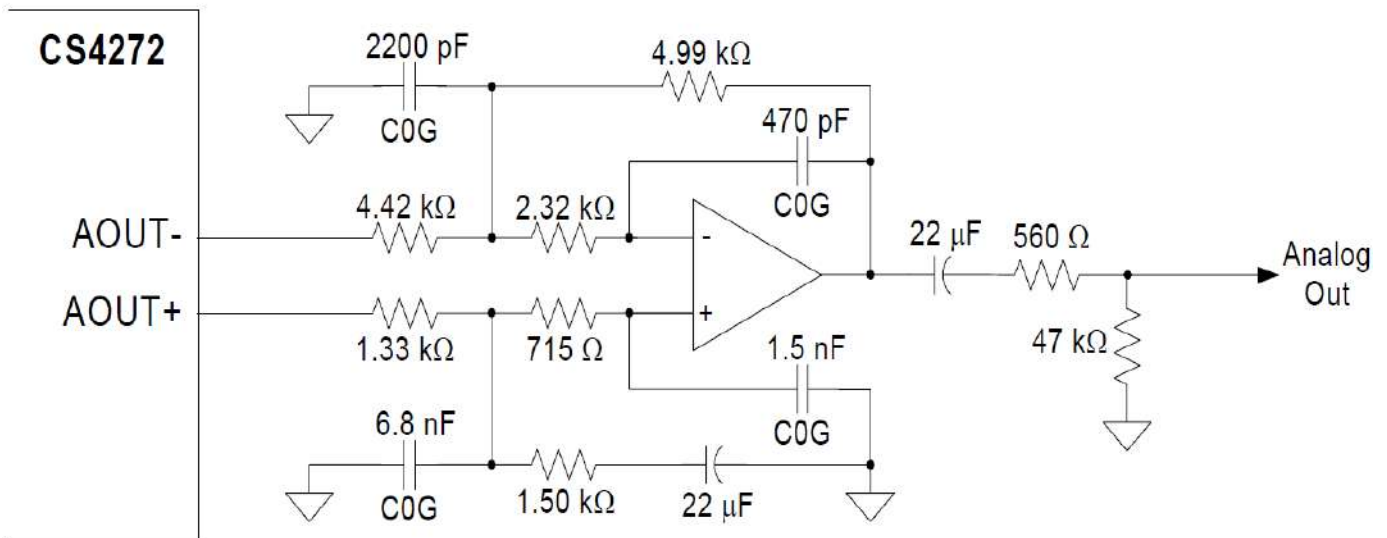 CS4272
2200 pF
C0G
4.99 kΩ
470 pF
C0G
AOUT-
4.42 kΩ
2.32 kΩ
-
22 µF
560 Ω
Analog
Out
AOUT+
1.33 kΩ
715 Ω
+
1.5 nF
C0G
47 kΩ
6.8 nF
C0G
1.50 kΩ
22 µF